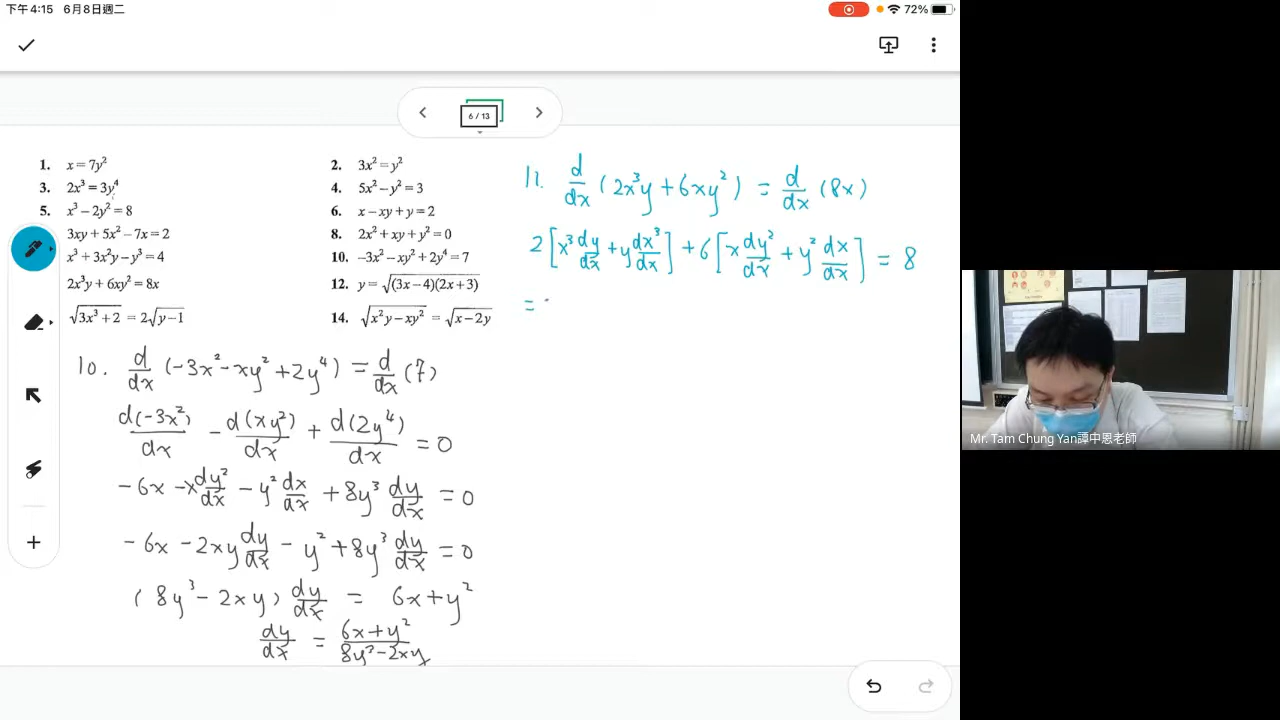 下午4:15 6月8日週二
72%
6 / 13
1. x = 7y²
2. 3x² = y²
3. 2x³ = 3y⁴
4. 5x² − y² = 3
5. x³ − 2y² = 8
6. x − xy + y = 2
3xy + 5x² − 7x = 2
8. 2x² + xy + y² = 0
x³ + 3x²y − y³ = 4
10. −3x² − xy² + 2y⁴ = 7
2x³y + 6xy² = 8x
12. y = √(3x−4)(2x+3)
√3x³+2 = 2√y−1
14. √x²y−xy² = √x−2y
10. d/dx (−3x² − xy² + 2y⁴) = d/dx (7)
d(−3x²)/dx − d(xy²)/dx + d(2y⁴)/dx = 0
−6x − x dy²/dx − y² dx/dx + 8y³ dy/dx = 0
−6x − 2xy dy/dx − y² + 8y³ dy/dx = 0
(8y³ − 2xy) dy/dx = 6x + y²
dy/dx = 6x + y² / 8y³ − 2xy
11. d/dx (2x³y + 6xy²) = d/dx (8x)
2[x³ dy/dx + y dx³/dx] + 6[x dy²/dx + y² dx/dx] = 8
=
Mr. Tam Chung Yan譚中恩老師